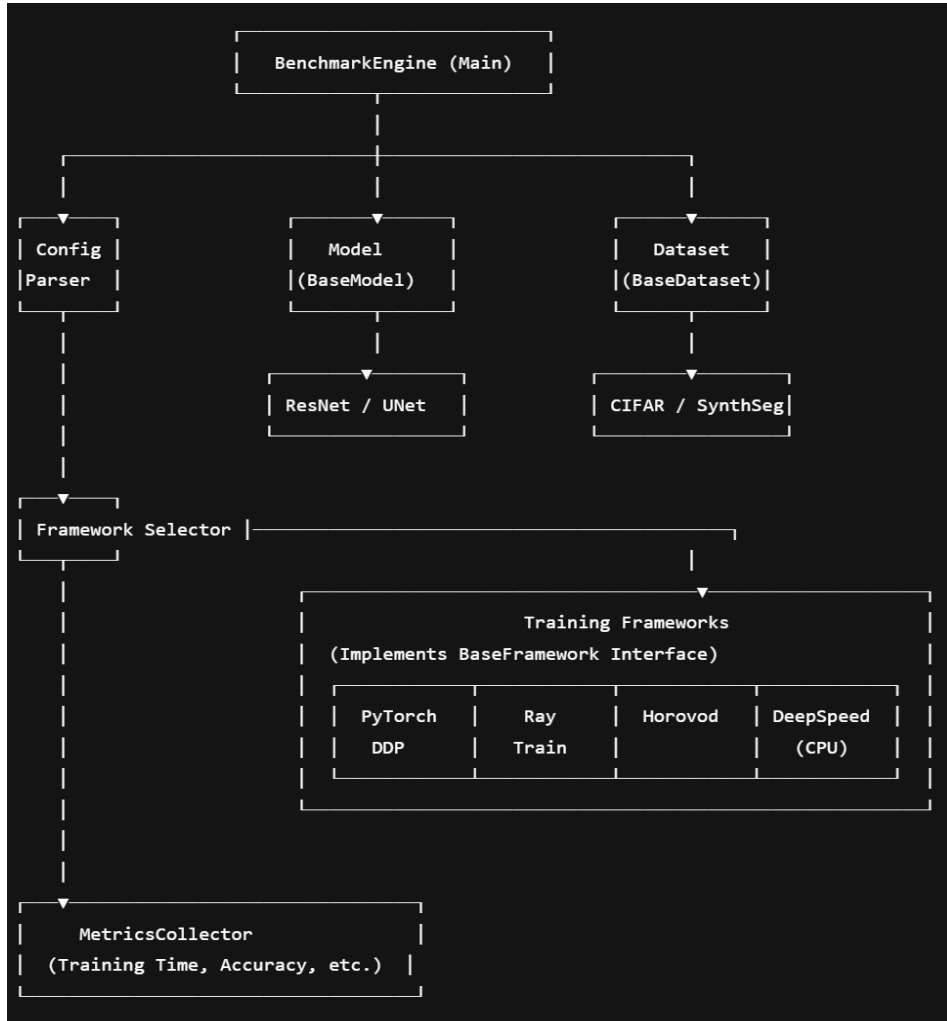 BenchmarkEngine (Main)
Config
Parser
Model
(BaseModel)
Dataset
(BaseDataset)
ResNet / UNet
CIFAR / SynthSeg
Framework Selector
Training Frameworks
(Implements BaseFramework Interface)
PyTorch
DDP
Ray
Train
Horovod
DeepSpeed
(CPU)
MetricsCollector
(Training Time, Accuracy, etc.)